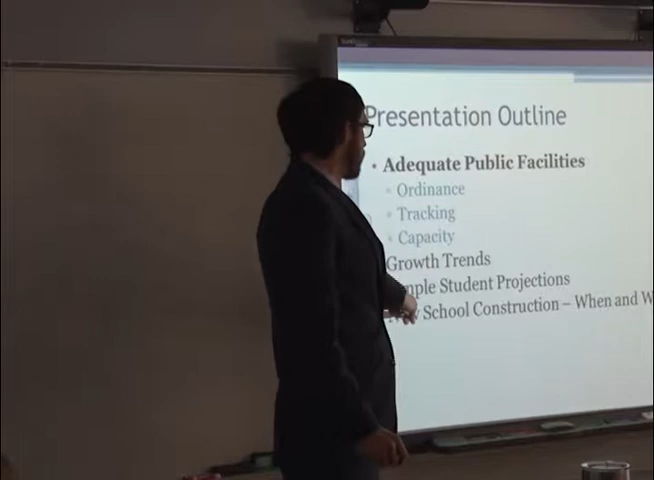 Presentation Outline
Adequate Public Facilities
Ordinance
Tracking
Capacity
Growth Trends
Student Projections
School Construction – When and